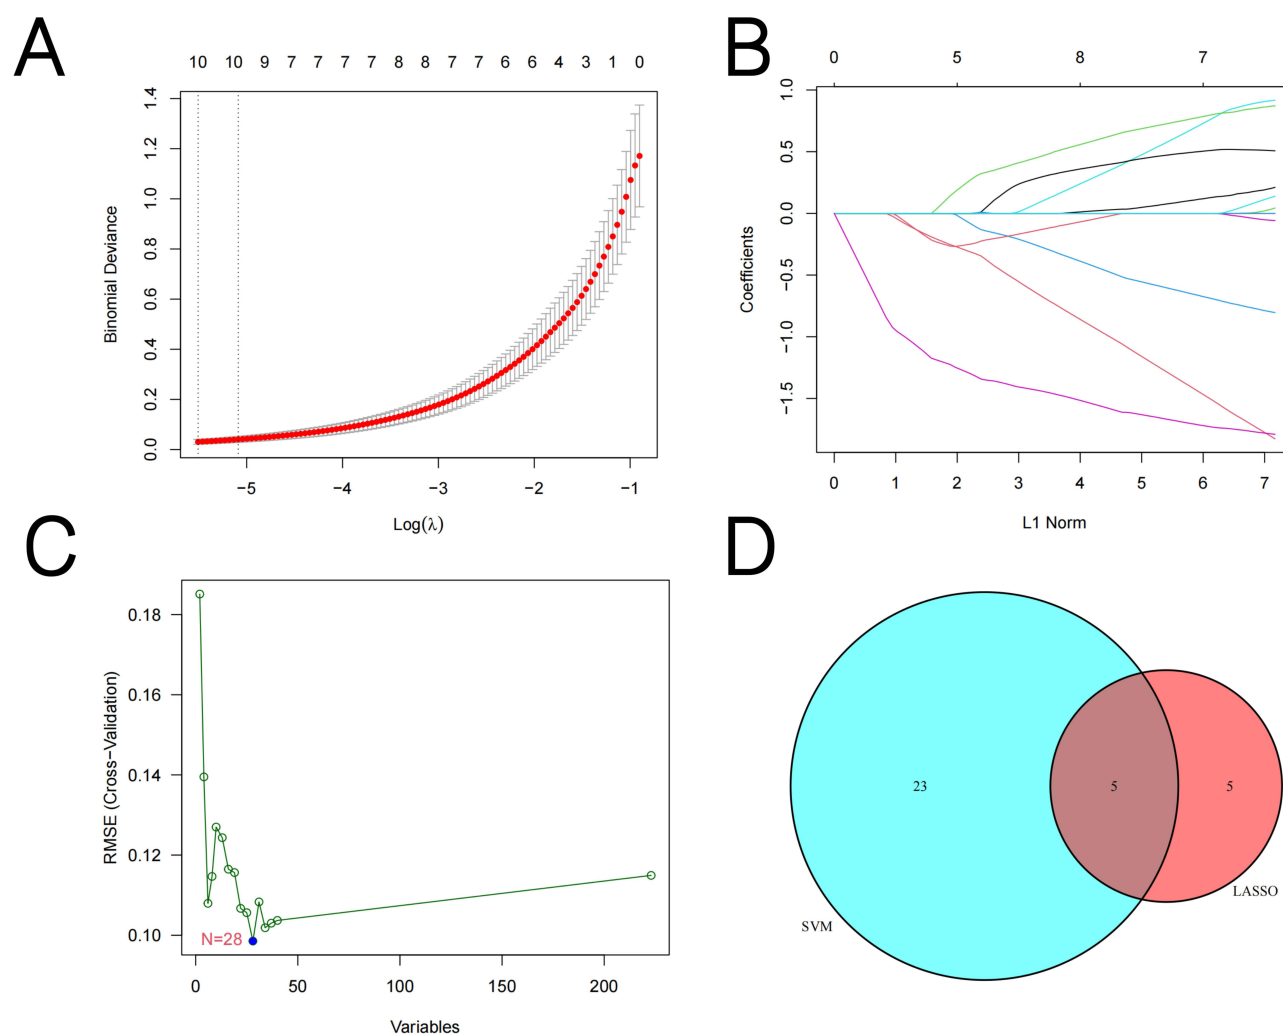 A
10 10 9 7 7 7 7 8 8 7 7 6 6 4 3 1 0
Binomial Deviance
1.4
1.2
1.0
0.8
0.6
0.4
0.2
0.0
−5 −4 −3 −2 −1
Log(λ)
B
0 5 8 7
Coefficients
1.0
0.5
0.0
−0.5
−1.0
−1.5
0 1 2 3 4 5 6 7
L1 Norm
C
RMSE (Cross−Validation)
0.18
0.16
0.14
0.12
0.10
N=28
0 50 100 150 200
Variables
D
23 5 5
LASSO
SVM